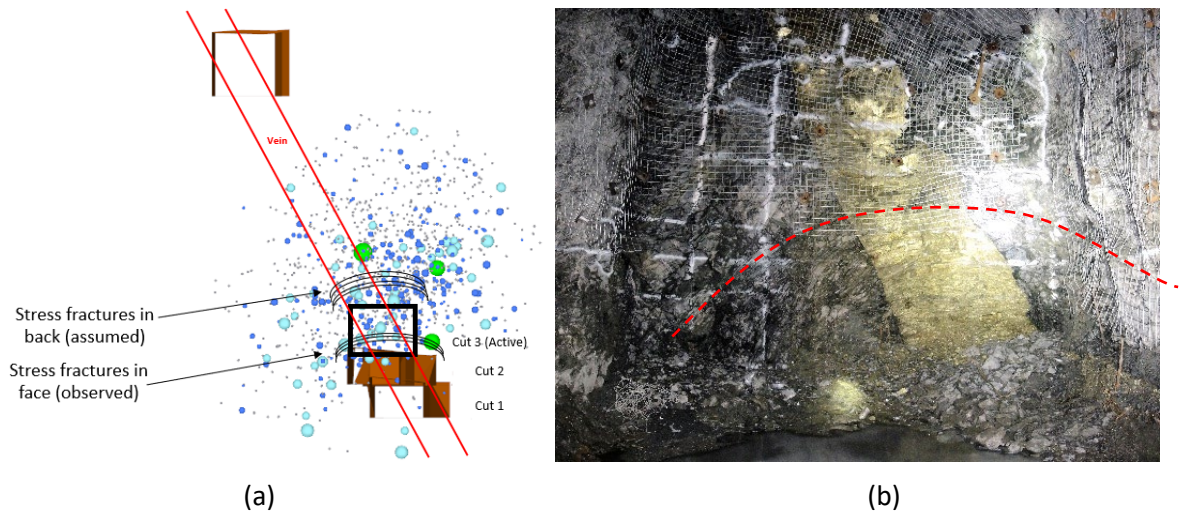 Vein
Stress fractures in
back (assumed)
Stress fractures in
face (observed)
Cut 3 (Active)
Cut 2
Cut 1
(a)
(b)